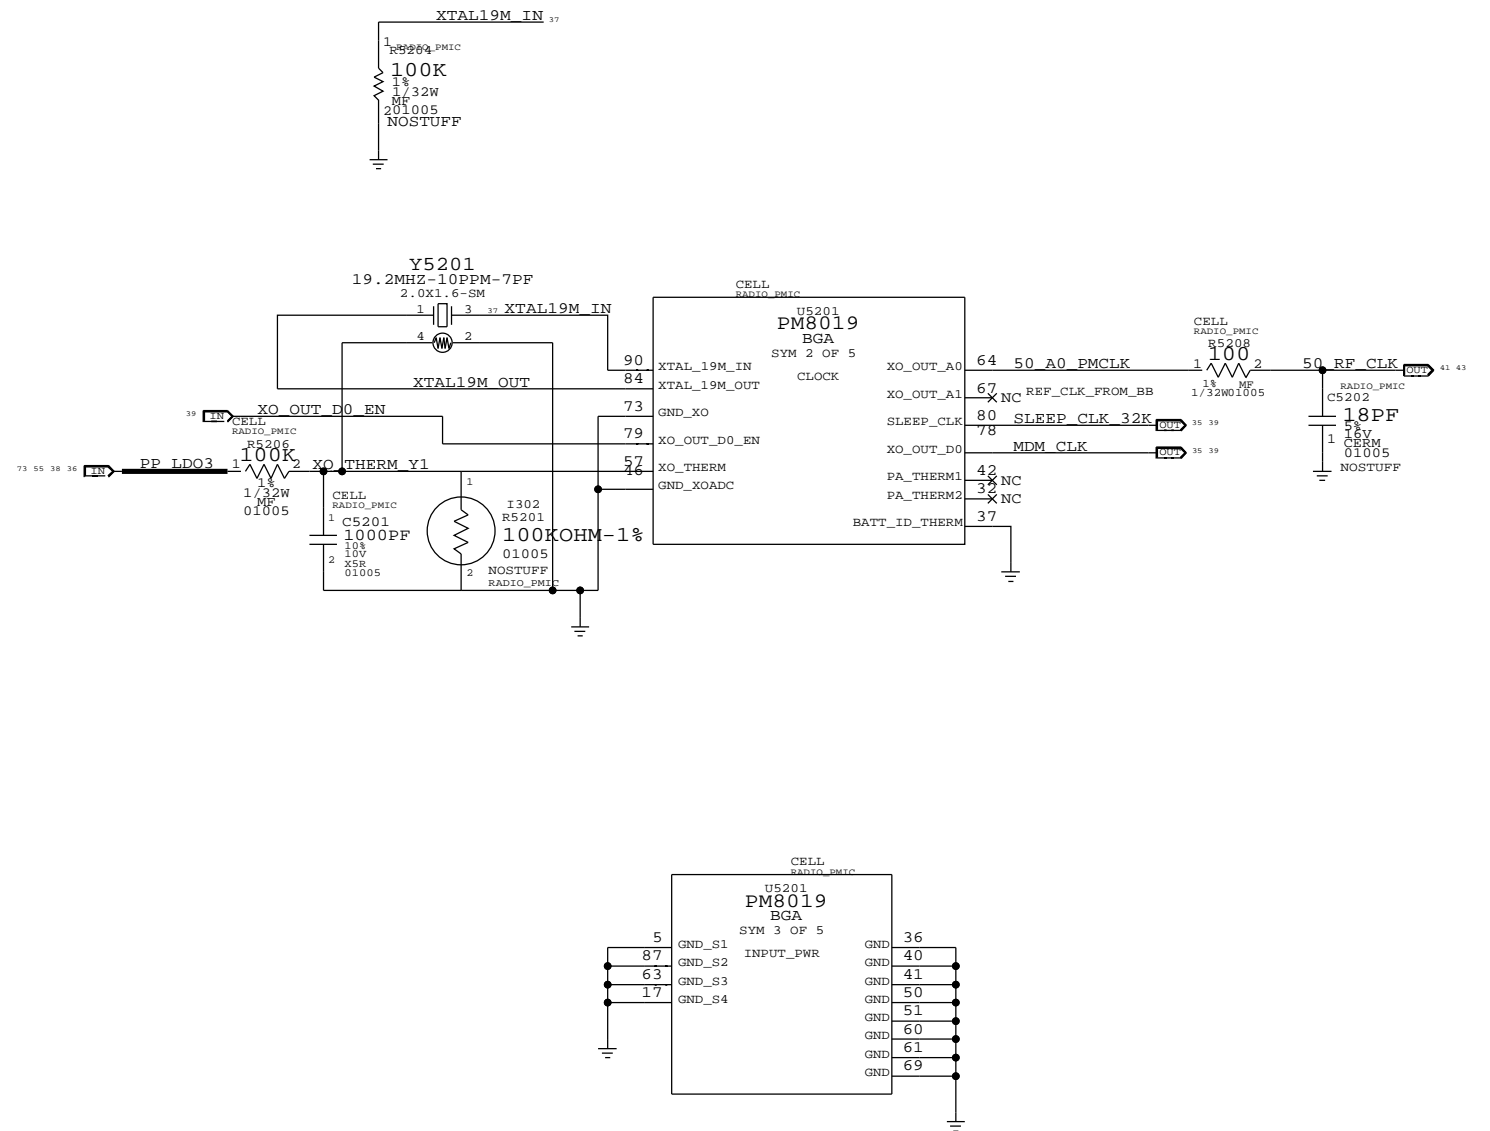 XTAL19M_IN 37
1
RADIO_PMIC
R5204
100K
1%
1/32W
MF
2 01005
NOSTUFF
Y5201
19.2MHZ-10PPM-7PF
2.0X1.6-SM
1 3 37 XTAL19M_IN
4 2
XTAL19M_OUT
39 IN XO_OUT_D0_EN
CELL
RADIO_PMIC
R5206
100K
73 55 38 36 IN PP_LDO3 1 2 XO_THERM_Y1
1%
1/32W
MF
01005
CELL
RADIO_PMIC
1 C5201
1000PF
10%
10V
2 X5R
01005
1
I302
R5201
100KOHM-1%
01005
2 NOSTUFF
RADIO_PMIC
CELL
RADIO_PMIC
U5201
PM8019
BGA
SYM 2 OF 5
CLOCK
90 XTAL_19M_IN
84 XTAL_19M_OUT
73 GND_XO
79 XO_OUT_D0_EN
57 XO_THERM
46 GND_XOADC
XO_OUT_A0 64 50_A0_PMCLK
XO_OUT_A1 67 NC REF_CLK_FROM_BB
SLEEP_CLK 80 SLEEP_CLK_32K OUT 35 39
XO_OUT_D0 78 MDM_CLK OUT 35 39
PA_THERM1 42 NC
PA_THERM2 32 NC
BATT_ID_THERM 37
CELL
RADIO_PMIC
R5208
100
1 2 50_RF_CLK OUT 41 43
1% MF
1/32W 01005
RADIO_PMIC
C5202
18PF
5%
16V
1 CERM
01005
NOSTUFF
CELL
RADIO_PMIC
U5201
PM8019
BGA
SYM 3 OF 5
INPUT_PWR
5 GND_S1
87 GND_S2
63 GND_S3
17 GND_S4
GND 36
GND 40
GND 41
GND 50
GND 51
GND 60
GND 61
GND 69